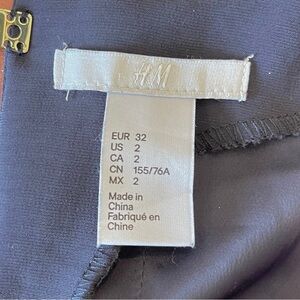 H&M
EUR 32
US 2
CA 2
CN 155/76A
MX 2
Made in
China
Fabriqué en
Chine